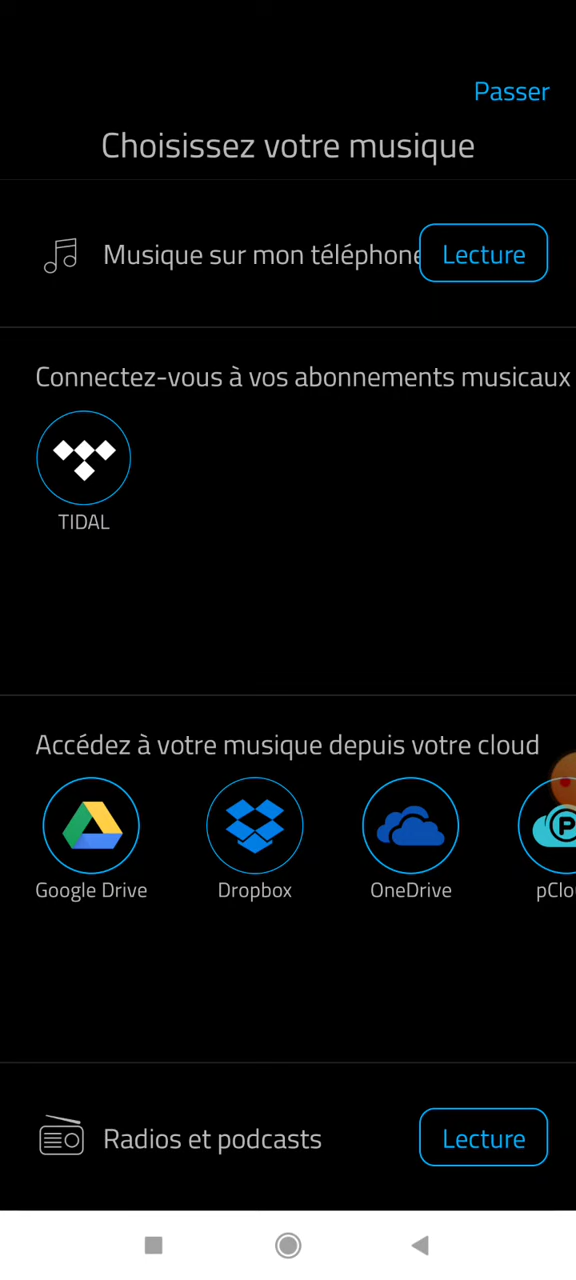 Passer
Choisissez votre musique
Musique sur mon téléphone
Lecture
Connectez-vous à vos abonnements musicaux
TIDAL
Accédez à votre musique depuis votre cloud
Google Drive
Dropbox
OneDrive
pClo
Radios et podcasts
Lecture